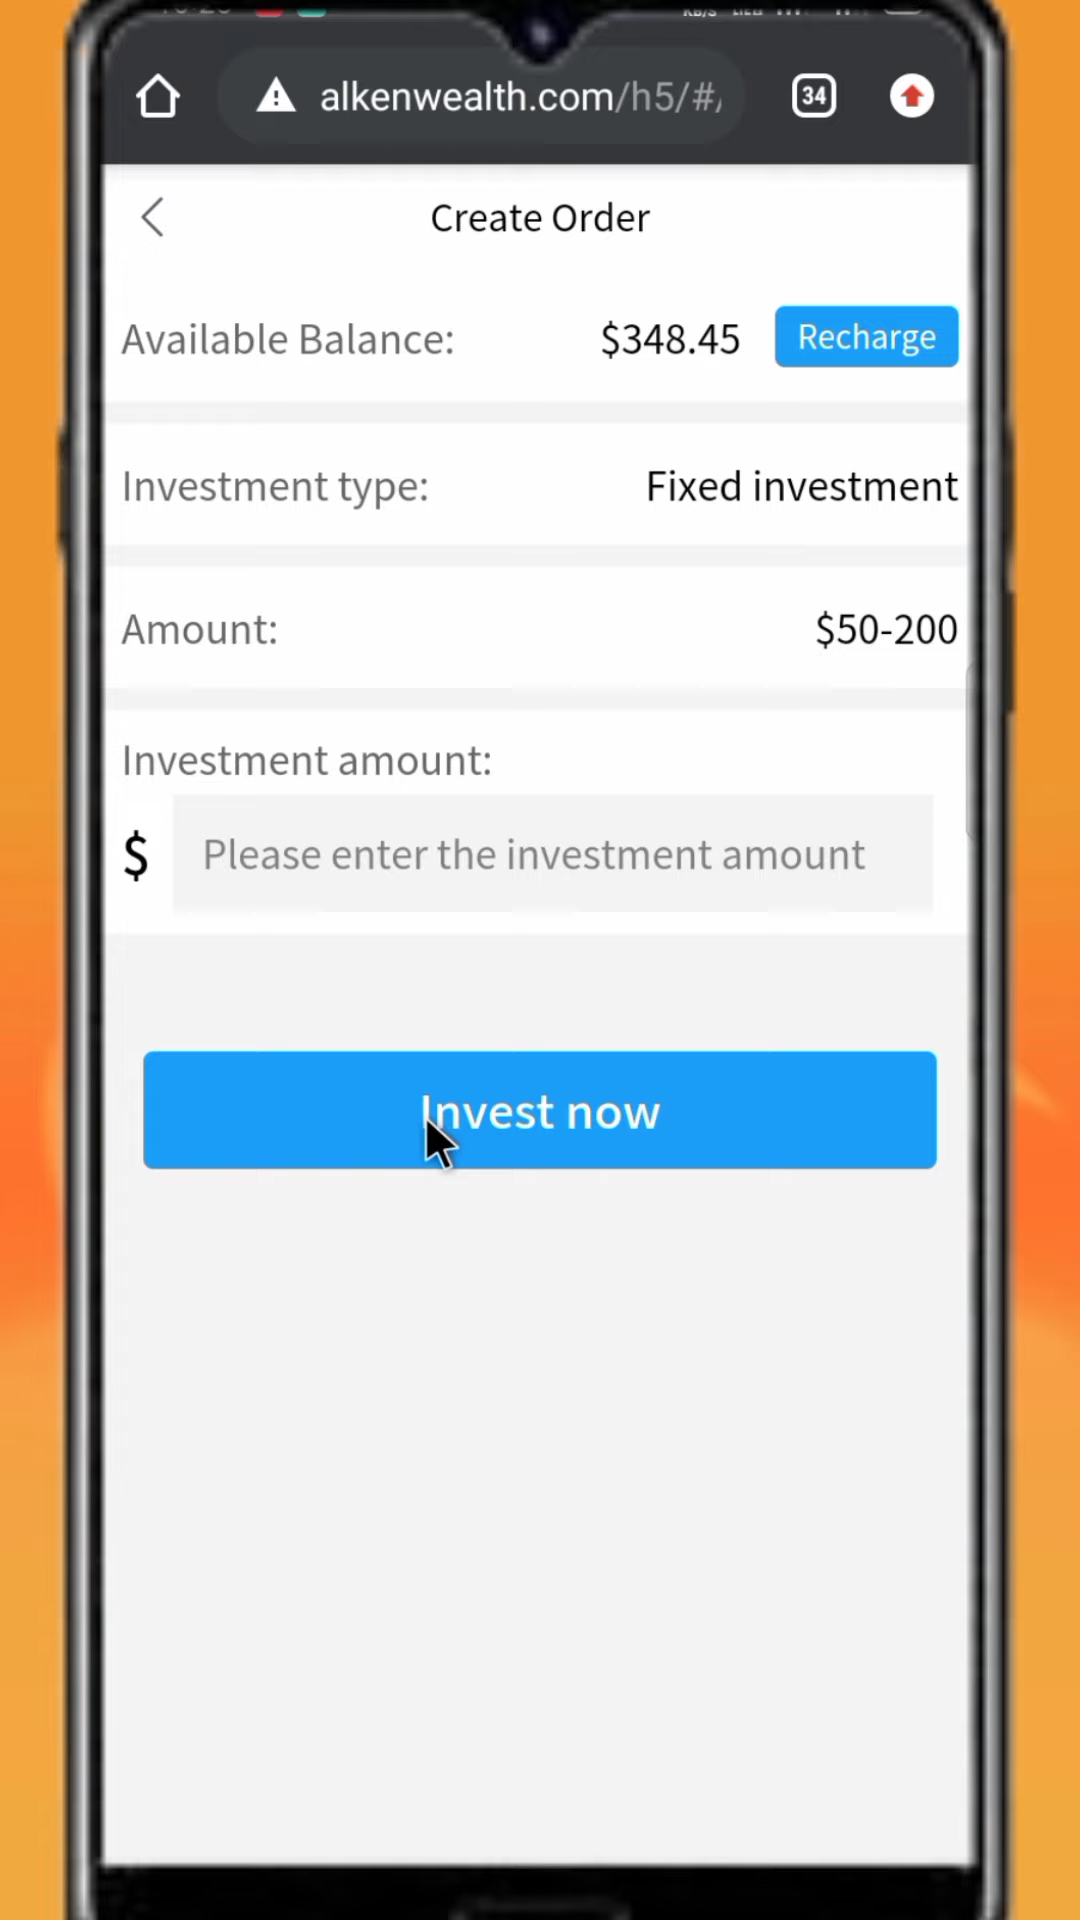 alkenwealth.com/h5/#/
34
Create Order
Available Balance: $348.45 Recharge
Investment type: Fixed investment
Amount: $50-200
Investment amount:
$ Please enter the investment amount
Invest now